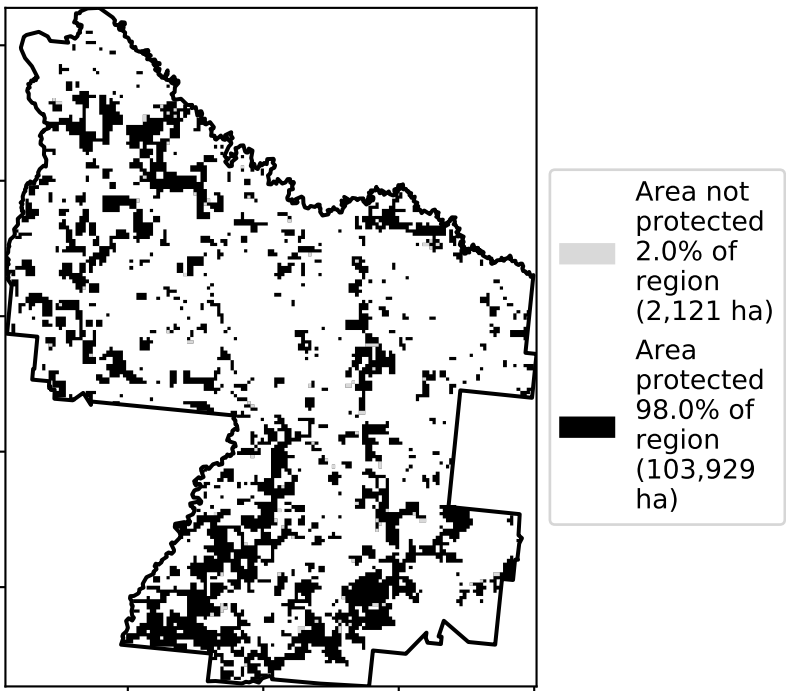 Area not
protected
2.0% of
region
(2,121 ha)
Area
protected
98.0% of
region
(103,929
ha)